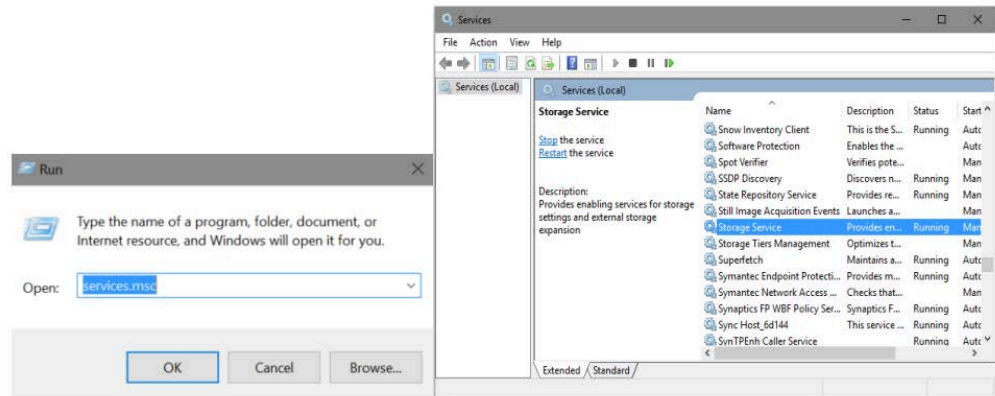 Run
Type the name of a program, folder, document, or
Internet resource, and Windows will open it for you.
Open: services.msc
OK Cancel Browse...
Services
File Action View Help
Services (Local)
Services (Local)
Storage Service
Stop the service
Restart the service
Description:
Provides enabling services for storage
settings and external storage
expansion
Name Description Status Start
Snow Inventory Client This is the S... Running Autc
Software Protection Enables the ... Autc
Spot Verifier Verifies pote... Man
SSDP Discovery Discovers n... Running Man
State Repository Service Provides re... Running Man
Still Image Acquisition Events Launches a... Man
Storage Service Provides en... Running Man
Storage Tiers Management Optimizes t... Man
Superfetch Maintains a... Running Autc
Symantec Endpoint Protecti... Provides m... Running Autc
Symantec Network Access ... Checks that... Man
Synaptics FP WBF Policy Ser... Synaptics F... Running Autc
Sync Host_6d144 This service ... Running Autc
SynTPEnh Caller Service Running Autc
Extended Standard